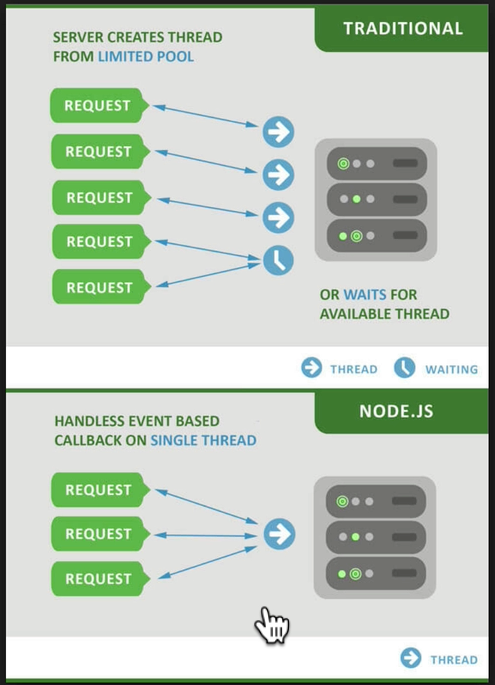 TRADITIONAL
SERVER CREATES THREAD
FROM LIMITED POOL
REQUEST
REQUEST
REQUEST
REQUEST
REQUEST
OR WAITS FOR
AVAILABLE THREAD
THREAD
WAITING
NODE.JS
HANDLESS EVENT BASED
CALLBACK ON SINGLE THREAD
REQUEST
REQUEST
REQUEST
THREAD